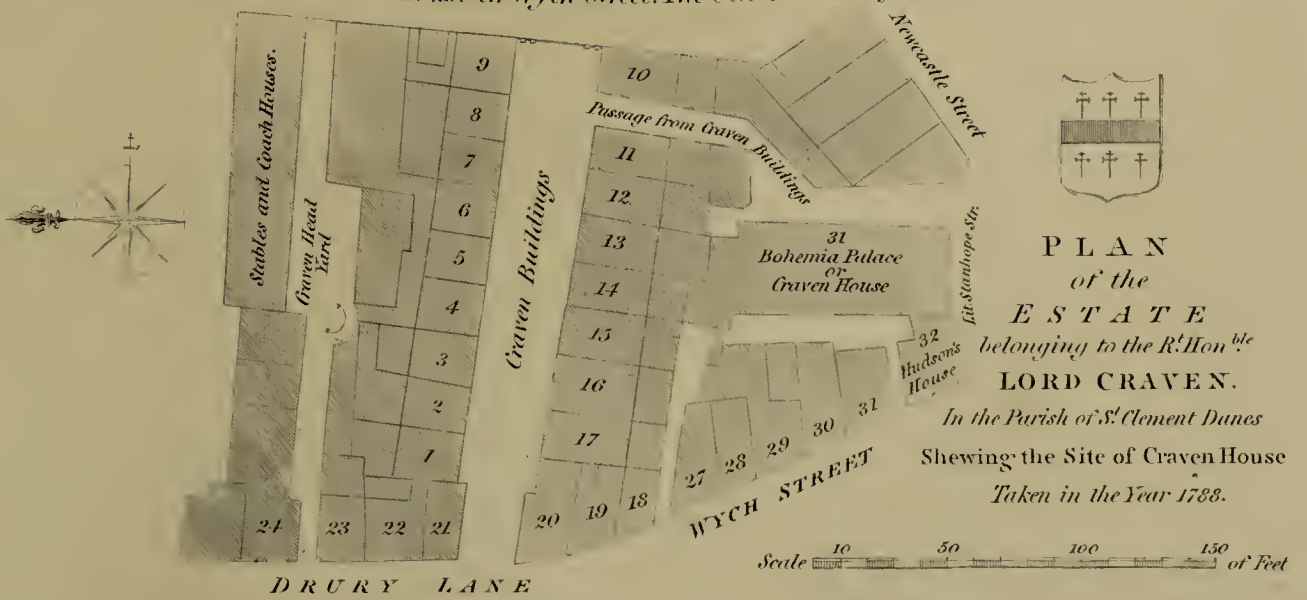 Newcastle Street
Stables and Coach Houses.
Craven Head
Yard
9
8
7
6
5
4
3
2
1
Craven Buildings
10
Passage from Craven Buildings
11
12
13
14
15
16
17
31
Bohemia Palace
or
Craven House
Lit. Stanhope Str.
32
Hudson's
House
27
28
29
30
31
WYCH STREET
24
23
22
21
20
19
18
DRURY LANE
PLAN
of the
ESTATE
belonging to the Rt. Honble
LORD CRAVEN.
In the Parish of St. Clement Danes
Shewing the Site of Craven House
Taken in the Year 1788.
Scale 10 50 100 150 of Feet